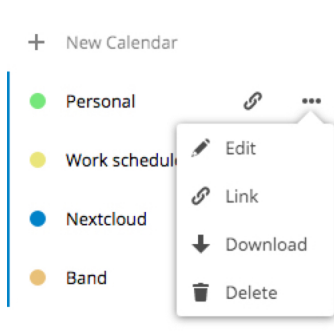 New Calendar
Personal
Edit
Work schedul
Link
Nextcloud
Download
Band
Delete